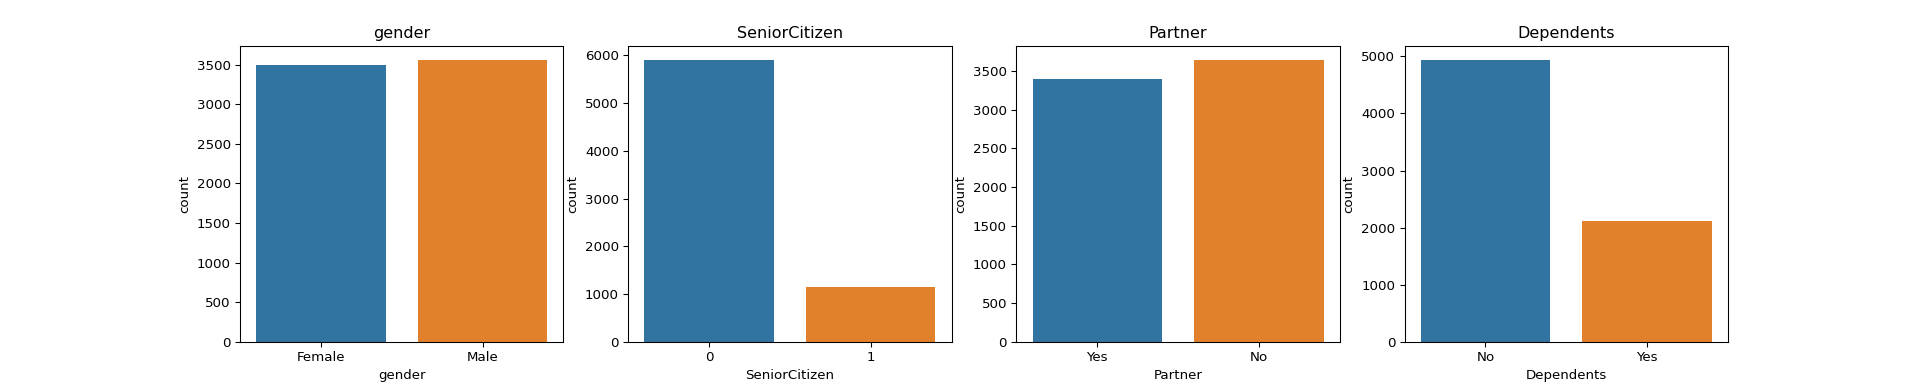 gender
3500
3000
2500
2000
1500
1000
500
0
count
Female Male
gender
SeniorCitizen
6000
5000
4000
3000
2000
1000
0
count
0 1
SeniorCitizen
Partner
3500
3000
2500
2000
1500
1000
500
0
count
Yes No
Partner
Dependents
5000
4000
3000
2000
1000
0
count
No Yes
Dependents